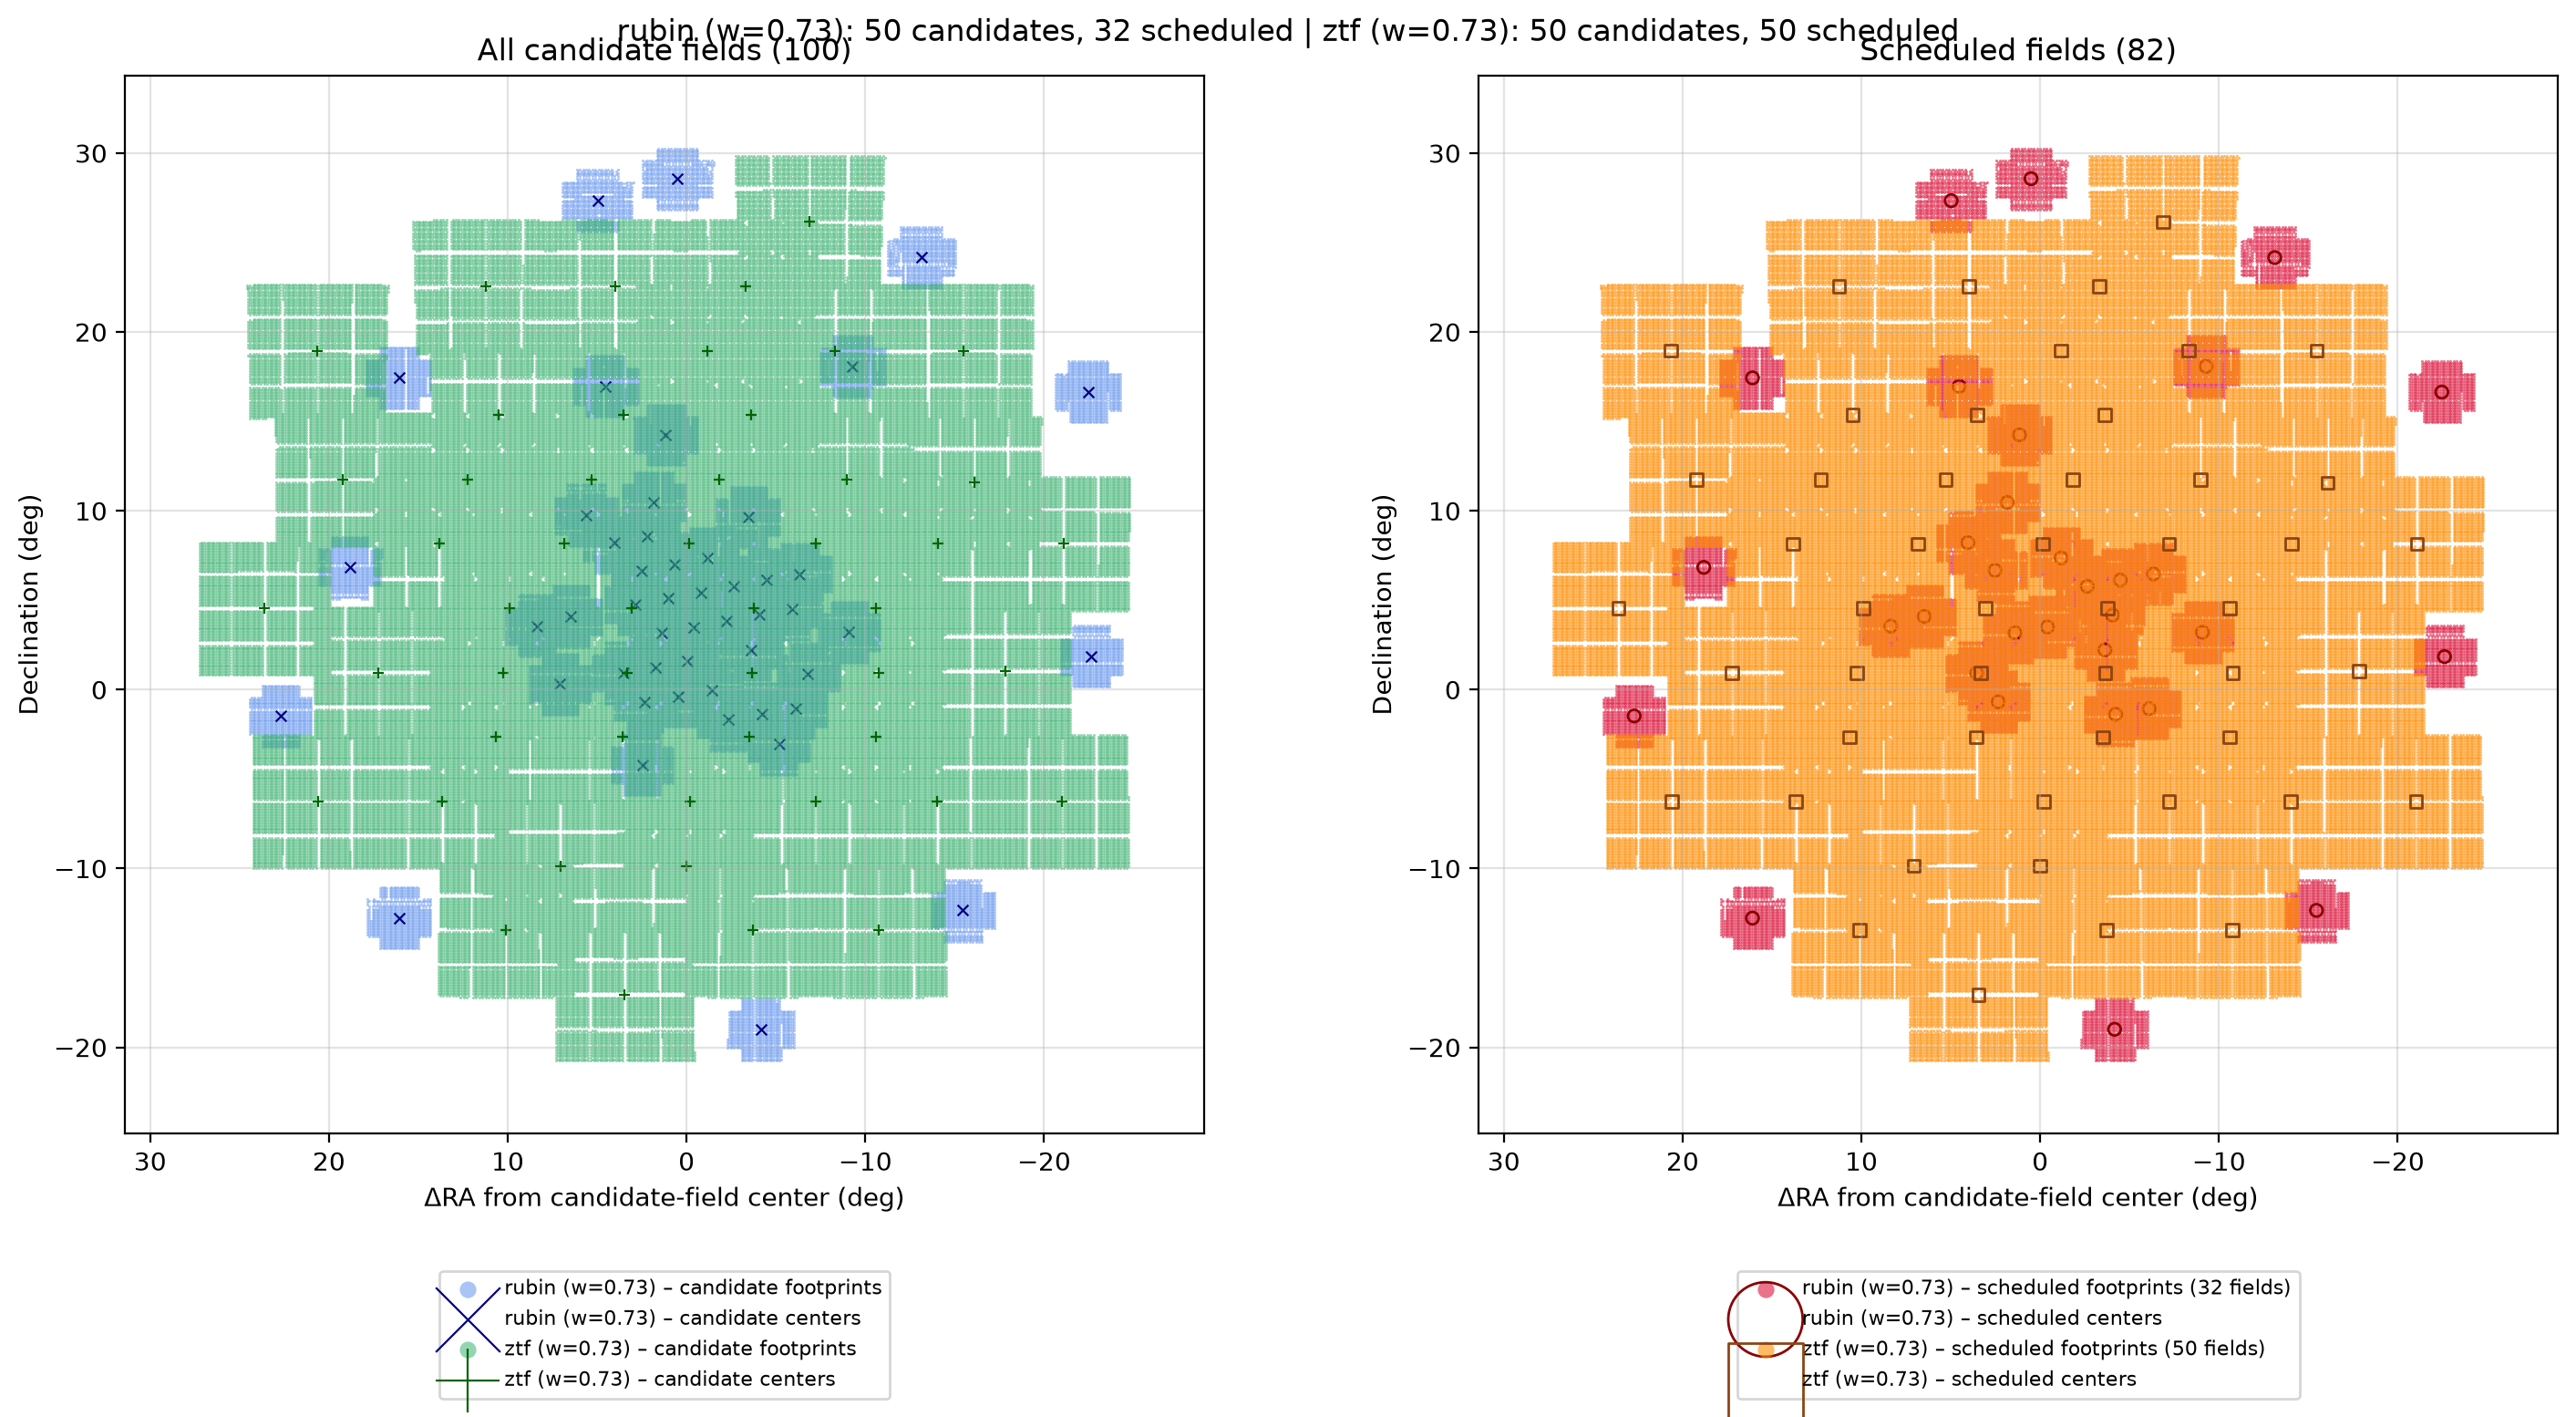 rubin (w=0.73): 50 candidates, 32 scheduled | ztf (w=0.73): 50 candidates, 50 scheduled
All candidate fields (100)
Scheduled fields (82)
Declination (deg)
30
20
10
0
−10
−20
30
20
10
0
−10
−20
ΔRA from candidate-field center (deg)
Declination (deg)
30
20
10
0
−10
−20
30
20
10
0
−10
−20
ΔRA from candidate-field center (deg)
rubin (w=0.73) – candidate footprints
rubin (w=0.73) – candidate centers
ztf (w=0.73) – candidate footprints
ztf (w=0.73) – candidate centers
rubin (w=0.73) – scheduled footprints (32 fields)
rubin (w=0.73) – scheduled centers
ztf (w=0.73) – scheduled footprints (50 fields)
ztf (w=0.73) – scheduled centers